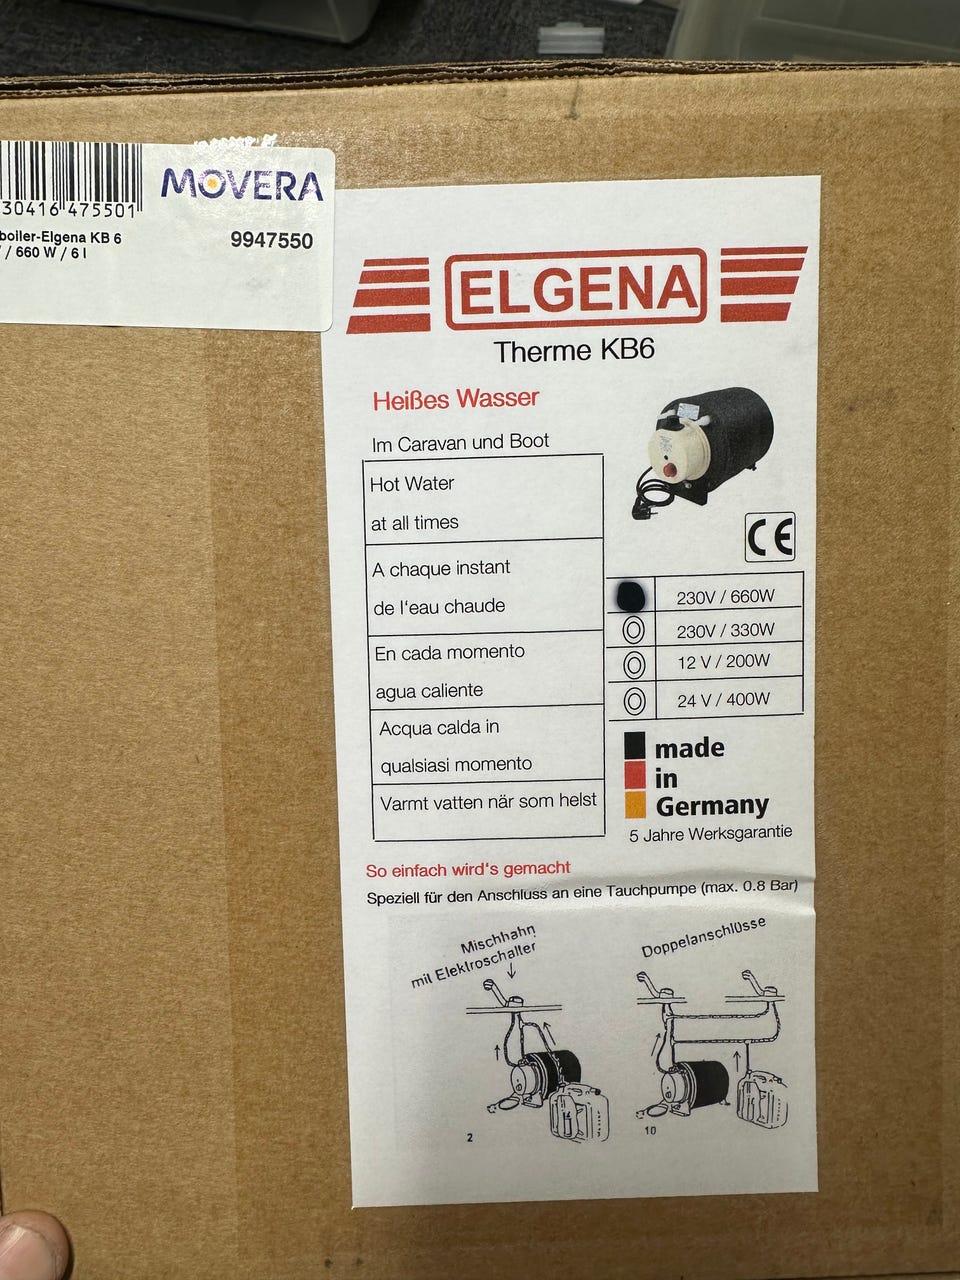 MOVERA
30416 475501
boiler-Elgena KB 6
9947550
/ 660 W / 6 l
ELGENA
Therme KB6
Heißes Wasser
Im Caravan und Boot
Hot Water
at all times
A chaque instant
de l'eau chaude
En cada momento
agua caliente
Acqua calda in
qualsiasi momento
Varmt vatten när som helst
CE
230V / 660W
230V / 330W
12 V / 200W
24 V / 400W
made
in
Germany
5 Jahre Werksgarantie
So einfach wird's gemacht
Speziell für den Anschluss an eine Tauchpumpe (max. 0.8 Bar)
Mischhahn
mit Elektroschalter
Doppelanschlüsse
2
10